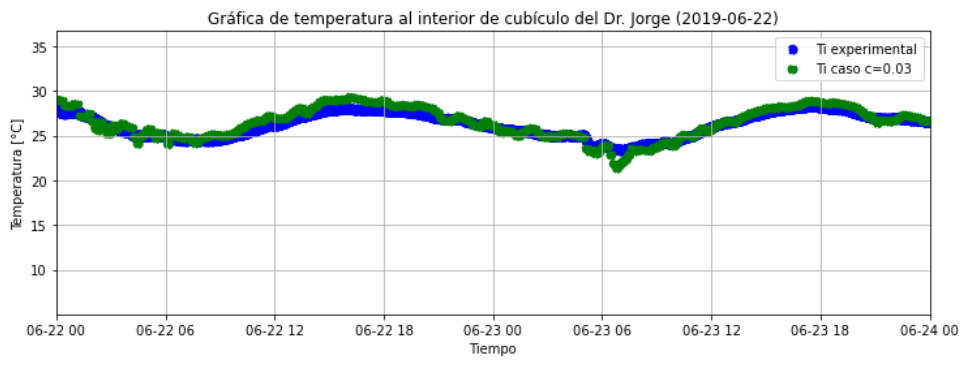 Gráfica de temperatura al interior de cubículo del Dr. Jorge (2019-06-22)
Ti experimental
Ti caso c=0.03
Temperatura [°C]
35
30
25
20
15
10
06-22 00 06-22 06 06-22 12 06-22 18 06-23 00 06-23 06 06-23 12 06-23 18 06-24 00
Tiempo